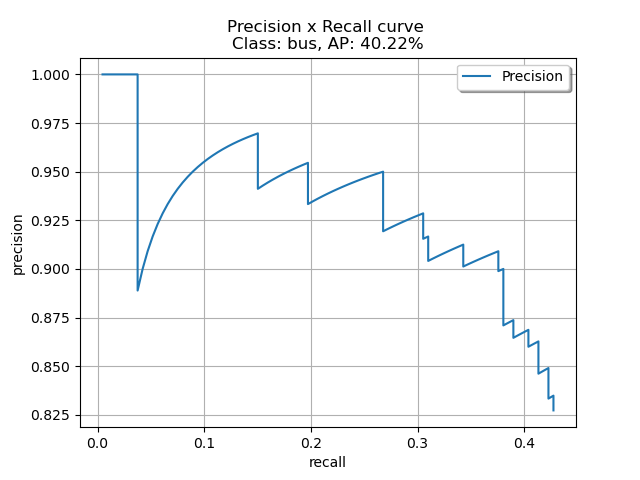 Precision x Recall curve
Class: bus, AP: 40.22%
Precision
1.000
0.975
0.950
0.925
0.900
0.875
0.850
0.825
precision
0.0 0.1 0.2 0.3 0.4
recall